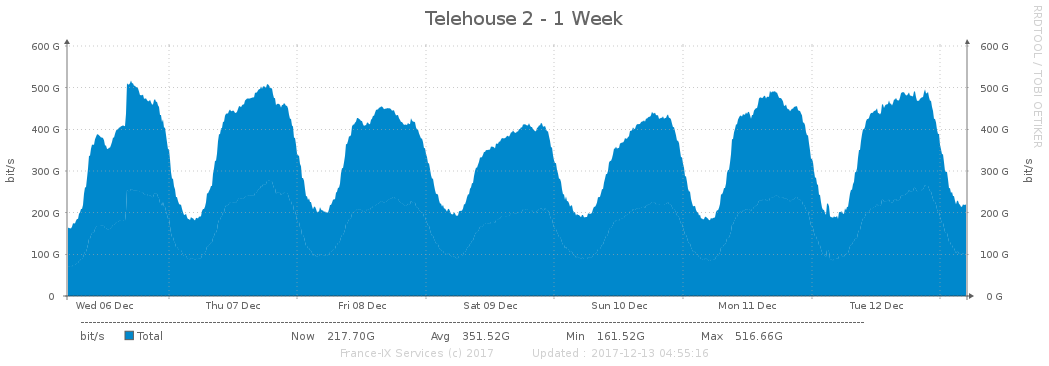 Telehouse 2 - 1 Week
RRDTOOL / TOBI OETIKER
600 G 600 G
500 G 500 G
400 G 400 G
300 G 300 G
200 G 200 G
100 G 100 G
0 0 G
bit/s
bit/s
Wed 06 Dec Thu 07 Dec Fri 08 Dec Sat 09 Dec Sun 10 Dec Mon 11 Dec Tue 12 Dec
bit/s Total Now 217.70G Avg 351.52G Min 161.52G Max 516.66G
France-IX Services (c) 2017 Updated : 2017-12-13 04:55:16